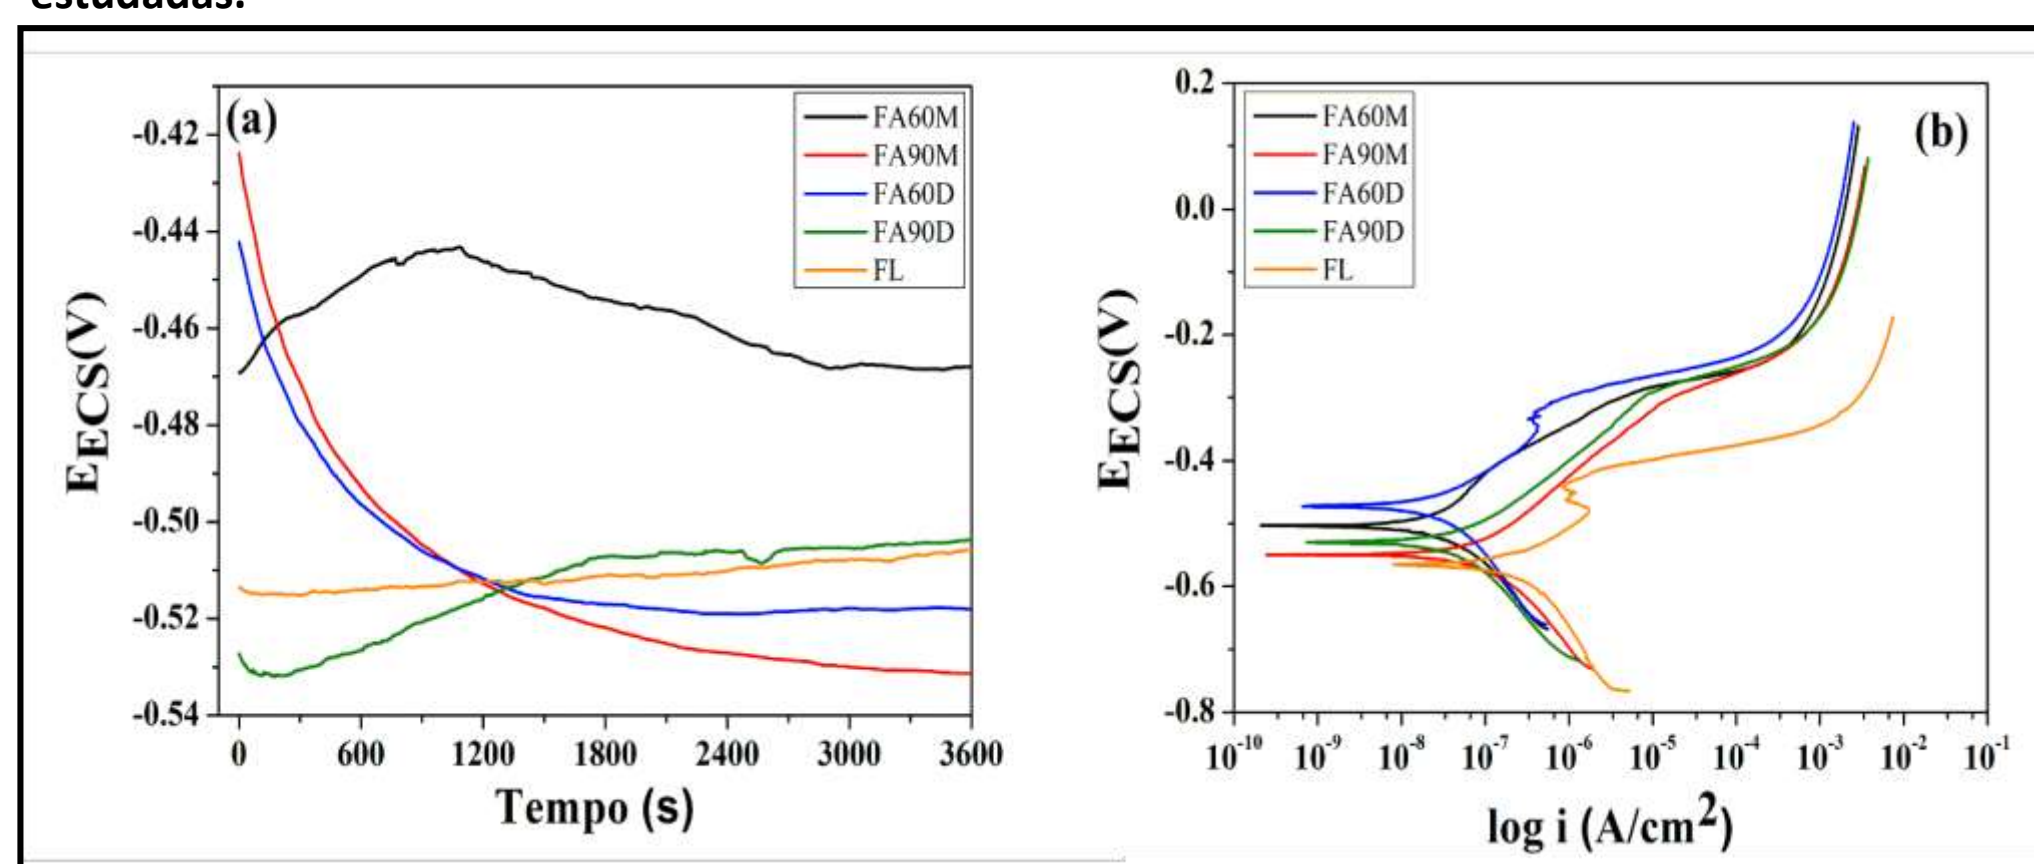 estudadas.
(a)
FA60M
FA90M
FA60D
FA90D
FL
-0.42
-0.44
-0.46
-0.48
-0.50
-0.52
-0.54
0 600 1200 1800 2400 3000 3600
EECS(V)
Tempo (s)
(b)
FA60M
FA90M
FA60D
FA90D
FL
0.2
0.0
-0.2
-0.4
-0.6
-0.8
10-10 10-9 10-8 10-7 10-6 10-5 10-4 10-3 10-2 10-1
EECS(V)
log i (A/cm2)